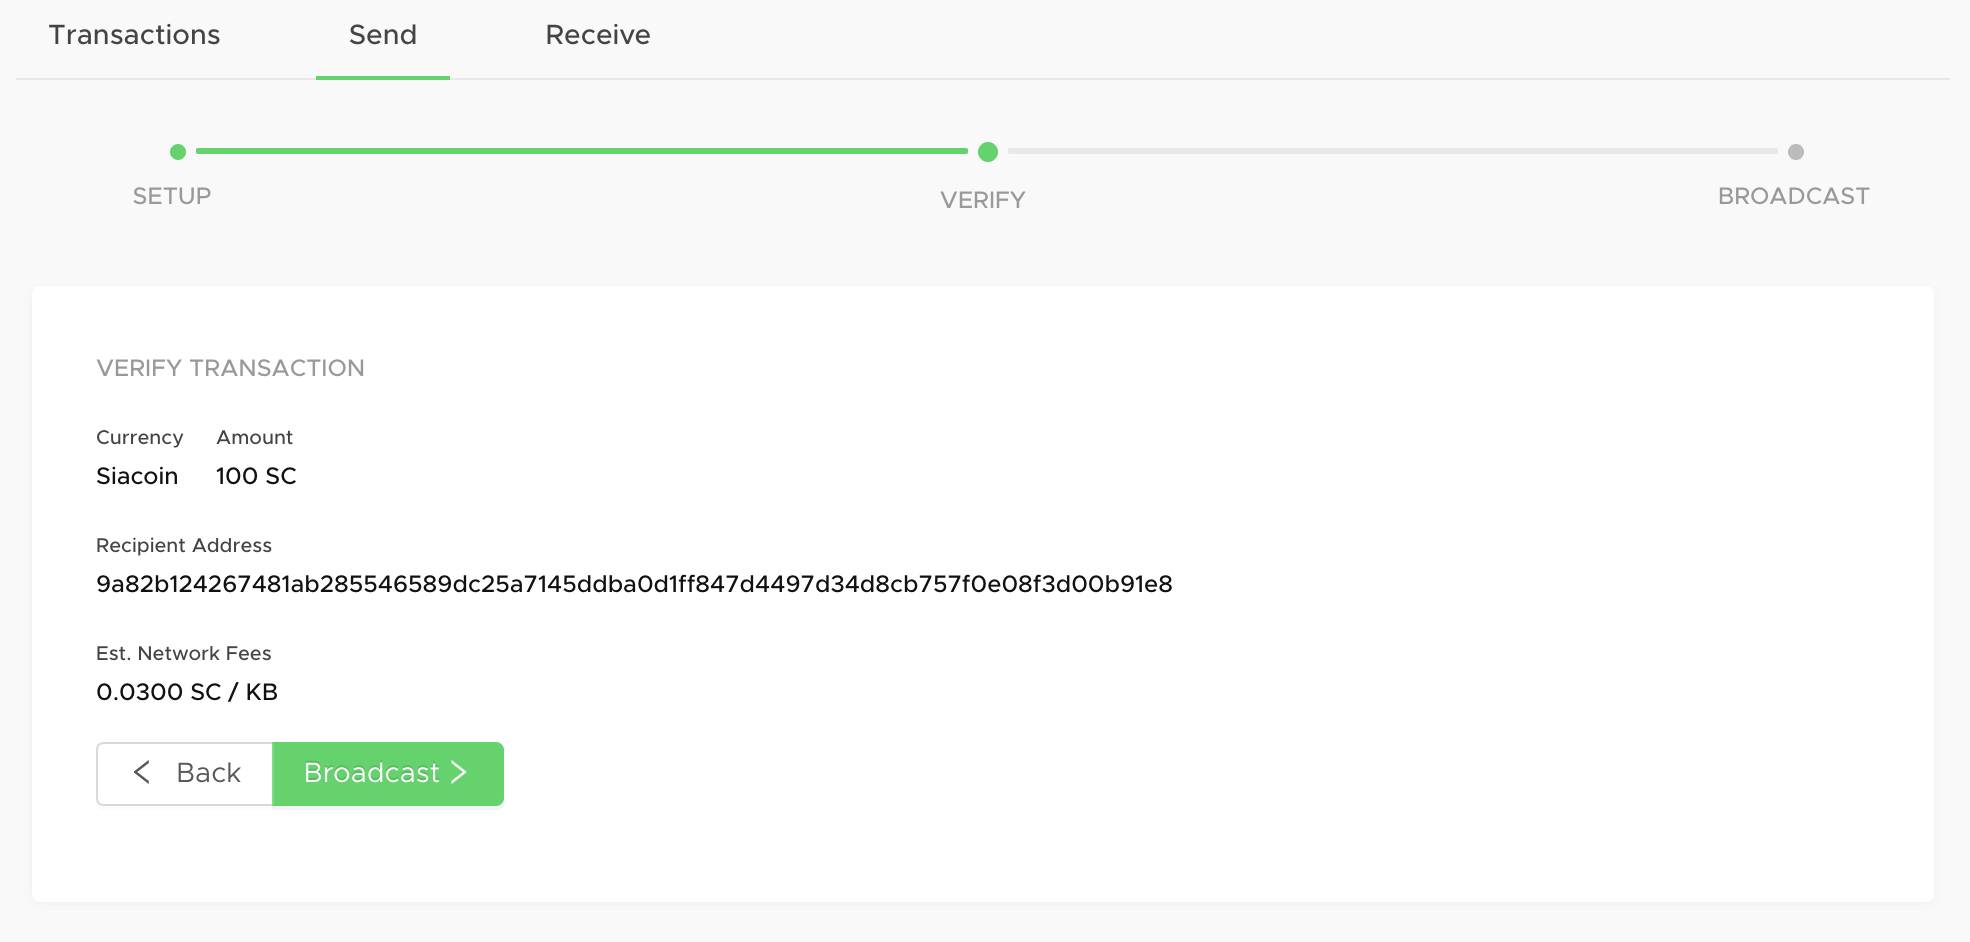 Transactions Send Receive
SETUP VERIFY BROADCAST
VERIFY TRANSACTION
Currency Amount
Siacoin 100 SC
Recipient Address
9a82b124267481ab285546589dc25a7145ddba0d1ff847d4497d34d8cb757f0e08f3d00b91e8
Est. Network Fees
0.0300 SC / KB
< Back Broadcast >